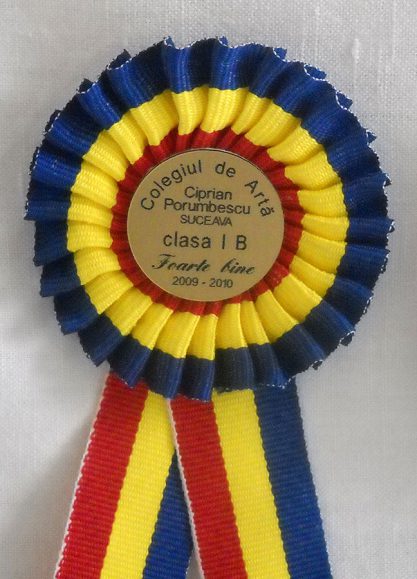 Colegiul de Artă
Ciprian
Porumbescu
SUCEAVA
clasa I B
Foarte bine
2009 - 2010